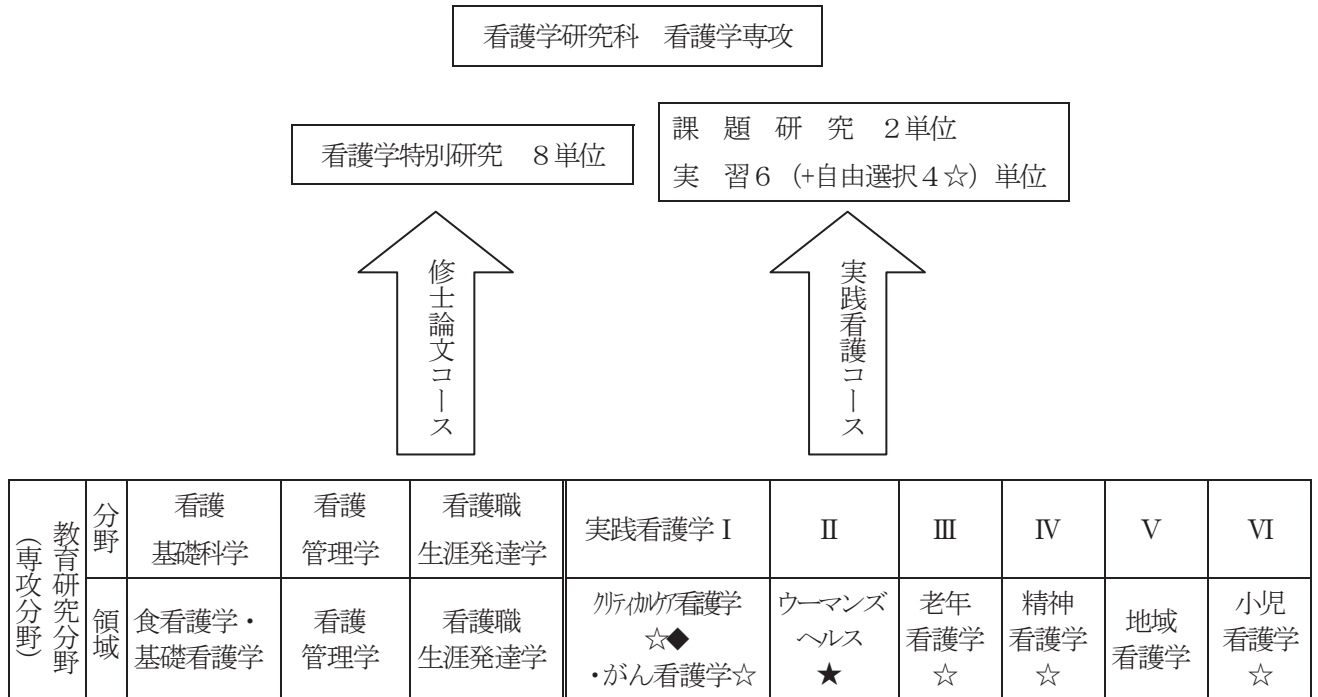 看護学研究科　看護学専攻
看護学特別研究　８単位
課　題　研　究　２単位
実　習６（+自由選択４☆）単位
修士論文コース
実践看護コース
教育研究分野
（専攻分野）
分野
看護
基礎科学
看護
管理学
看護職
生涯発達学
実践看護学Ⅰ
Ⅱ
Ⅲ
Ⅳ
Ⅴ
Ⅵ
領域
食看護学・
基礎看護学
看護
管理学
看護職
生涯発達学
ｸﾘﾃｨｶﾙｹｱ看護学
☆◆
・がん看護学☆
ウーマンズ
ヘルス
★
老年
看護学
☆
精神
看護学
☆
地域
看護学
小児
看護学
☆